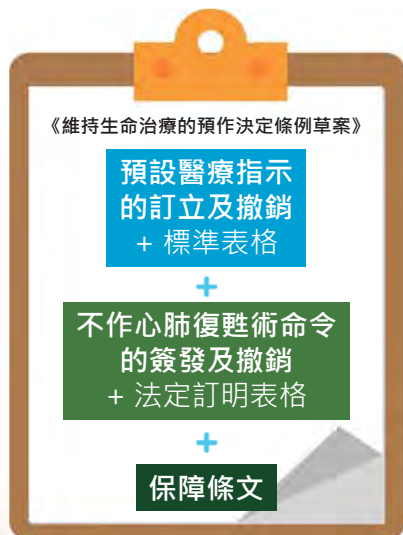 《維持生命治療的預作決定條例草案》
預設醫療指示
的訂立及撤銷
+ 標準表格
+
不作心肺復甦術命令
的簽發及撤銷
+ 法定訂明表格
+
保障條文